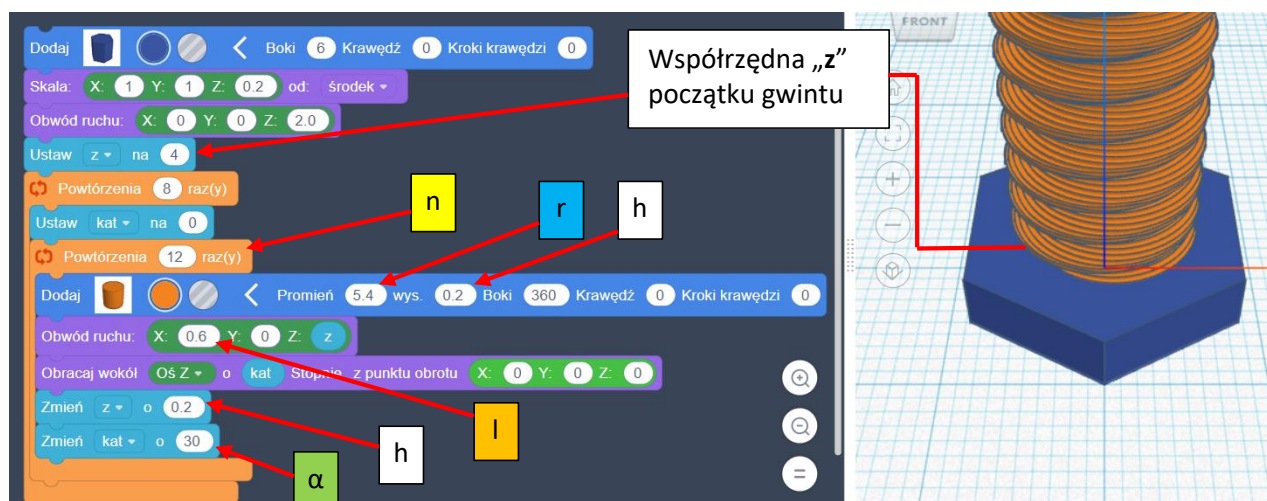 Dodaj Boki 6 Krawędź 0 Kroki krawędzi 0
Skala: X: 1 Y: 1 Z: 0.2 od: środek
Obwód ruchu: X: 0 Y: 0 Z: 2.0
Ustaw z na 4
Powtórzenia 8 raz(y)
Ustaw kat na 0
Powtórzenia 12 raz(y)
Dodaj Promień 5.4 wys. 0.2 Boki 360 Krawędź 0 Kroki krawędzi 0
Obwód ruchu: X: 0.6 Y: 0 Z: z
Obracaj wokół Oś Z o kat Stopnie z punktu obrotu X: 0 Y: 0 Z: 0
Zmień z o 0.2
Zmień kat o 30
Współrzędna „z”
początku gwintu
n
r
h
l
h
α
FRONT